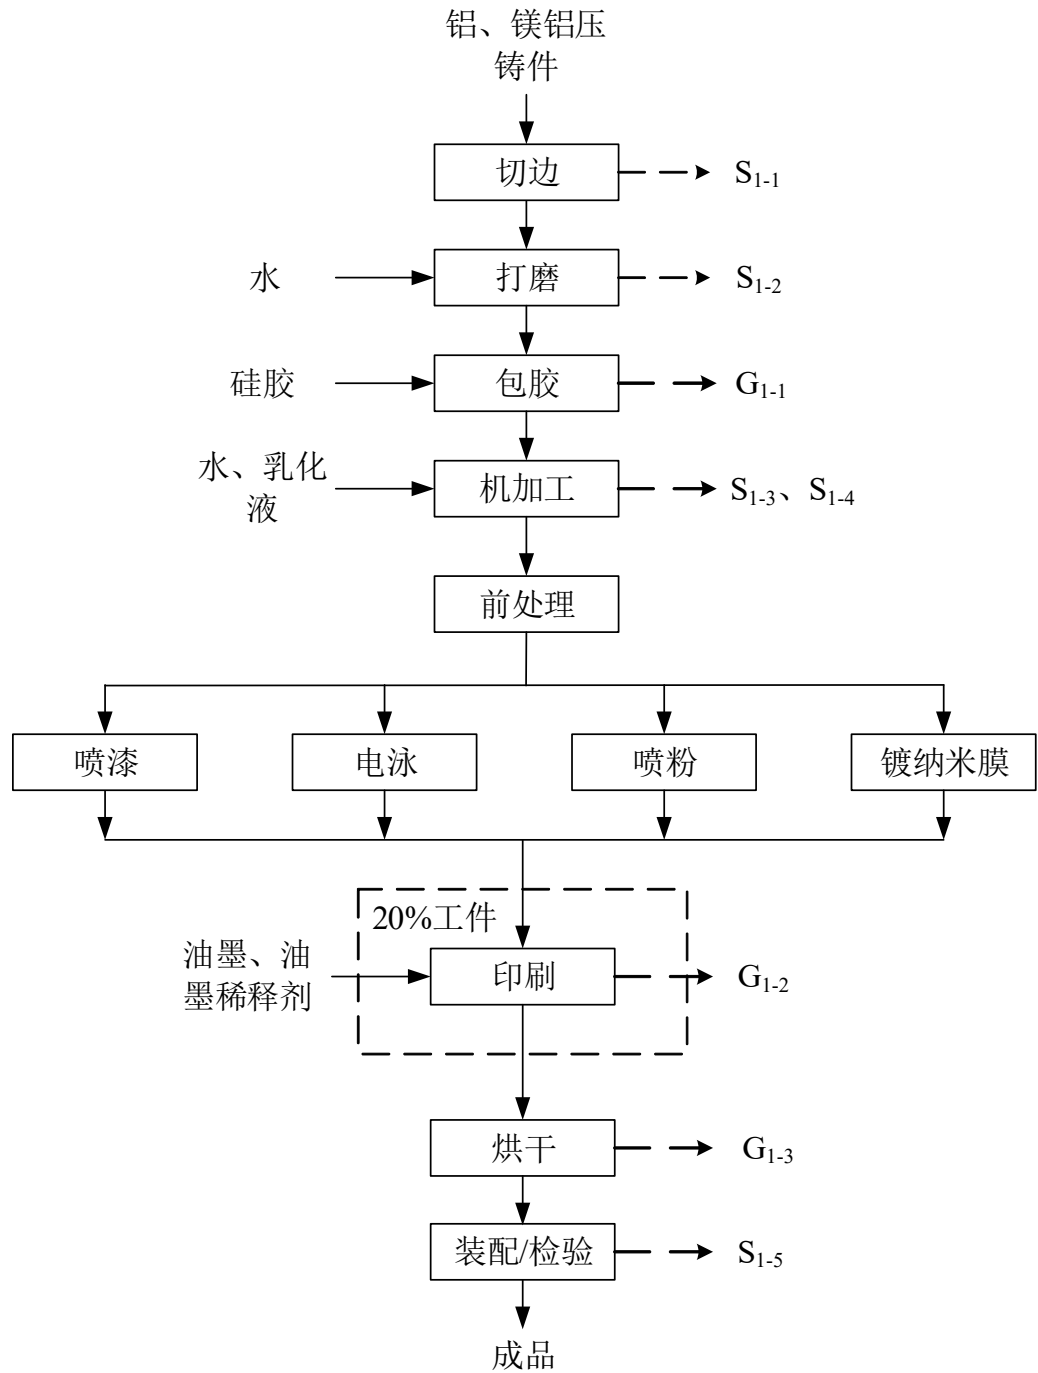 铝、镁铝压
铸件
切边
S1-1
水
打磨
S1-2
硅胶
包胶
G1-1
水、乳化
液
机加工
S1-3、S1-4
前处理
喷漆
电泳
喷粉
镀纳米膜
20%工件
油墨、油
墨稀释剂
印刷
G1-2
烘干
G1-3
装配/检验
S1-5
成品